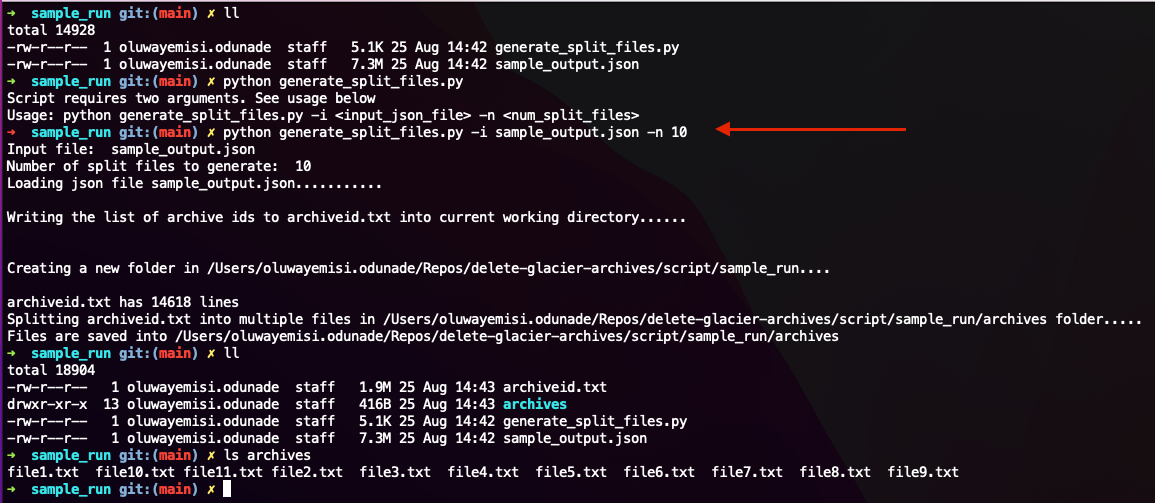 → sample_run git:(main) ✗ ll
total 14928
-rw-r--r-- 1 oluwayemisi.odunade staff 5.1K 25 Aug 14:42 generate_split_files.py
-rw-r--r-- 1 oluwayemisi.odunade staff 7.3M 25 Aug 14:42 sample_output.json
→ sample_run git:(main) ✗ python generate_split_files.py
Script requires two arguments. See usage below
Usage: python generate_split_files.py -i <input_json_file> -n <num_split_files>
→ sample_run git:(main) ✗ python generate_split_files.py -i sample_output.json -n 10
Input file: sample_output.json
Number of split files to generate: 10
Loading json file sample_output.json...........
Writing the list of archive ids to archiveid.txt into current working directory......
Creating a new folder in /Users/oluwayemisi.odunade/Repos/delete-glacier-archives/script/sample_run....
archiveid.txt has 14618 lines
Splitting archiveid.txt into multiple files in /Users/oluwayemisi.odunade/Repos/delete-glacier-archives/script/sample_run/archives folder.....
Files are saved into /Users/oluwayemisi.odunade/Repos/delete-glacier-archives/script/sample_run/archives
→ sample_run git:(main) ✗ ll
total 18904
-rw-r--r-- 1 oluwayemisi.odunade staff 1.9M 25 Aug 14:43 archiveid.txt
drwxr-xr-x 13 oluwayemisi.odunade staff 416B 25 Aug 14:43 archives
-rw-r--r-- 1 oluwayemisi.odunade staff 5.1K 25 Aug 14:42 generate_split_files.py
-rw-r--r-- 1 oluwayemisi.odunade staff 7.3M 25 Aug 14:42 sample_output.json
→ sample_run git:(main) ✗ ls archives
file1.txt file10.txt file11.txt file2.txt file3.txt file4.txt file5.txt file6.txt file7.txt file8.txt file9.txt
→ sample_run git:(main) ✗